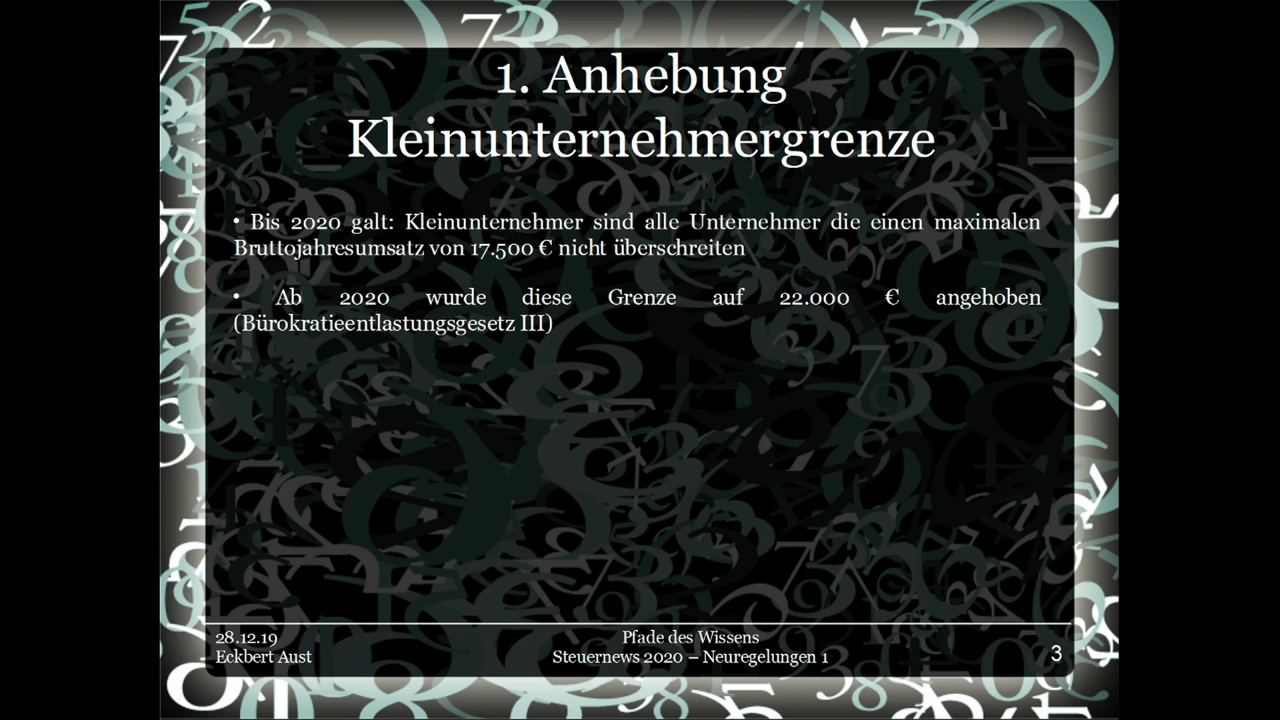 1. Anhebung
Kleinunternehmergrenze
• Bis 2020 galt: Kleinunternehmer sind alle Unternehmer die einen maximalen
Bruttojahresumsatz von 17.500 € nicht überschreiten
• Ab 2020 wurde diese Grenze auf 22.000 € angehoben
(Bürokratieentlastungsgesetz III)
28.12.19
Eckbert Aust
Pfade des Wissens
Steuernews 2020 – Neuregelungen 1
3